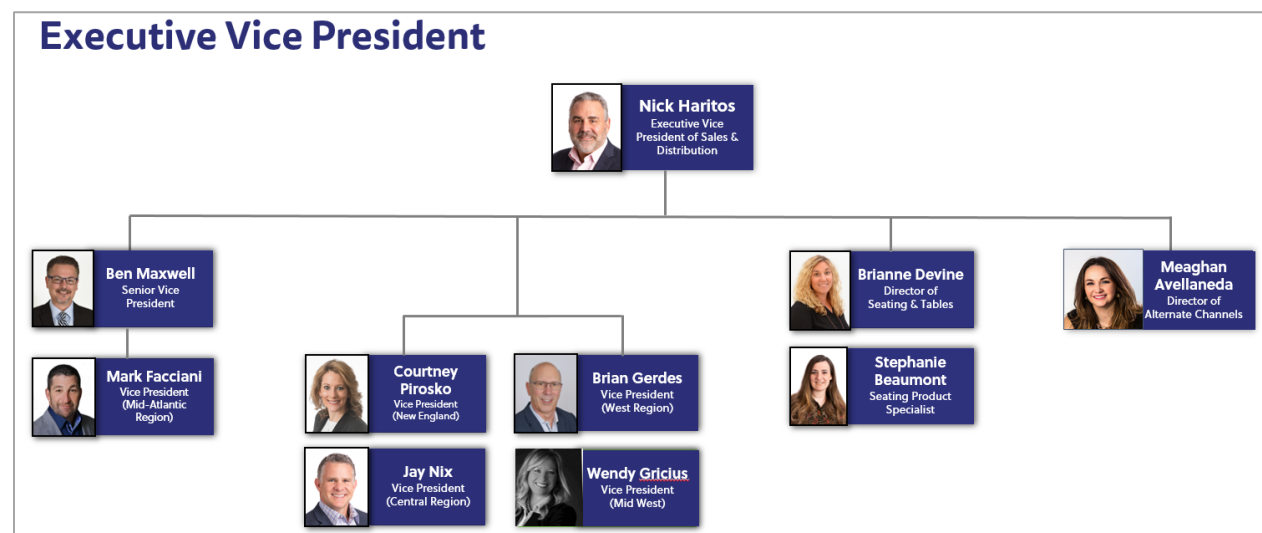 Executive Vice President
Nick Haritos
Executive Vice
President of Sales &
Distribution
Ben Maxwell
Senior Vice
President
Brianne Devine
Director of
Seating & Tables
Meaghan
Avellaneda
Director of
Alternate Channels
Mark Facciani
Vice President
(Mid-Atlantic
Region)
Courtney
Pirosko
Vice President
(New England)
Brian Gerdes
Vice President
(West Region)
Stephanie
Beaumont
Seating Product
Specialist
Jay Nix
Vice President
(Central Region)
Wendy Gricius
Vice President
(Mid West)